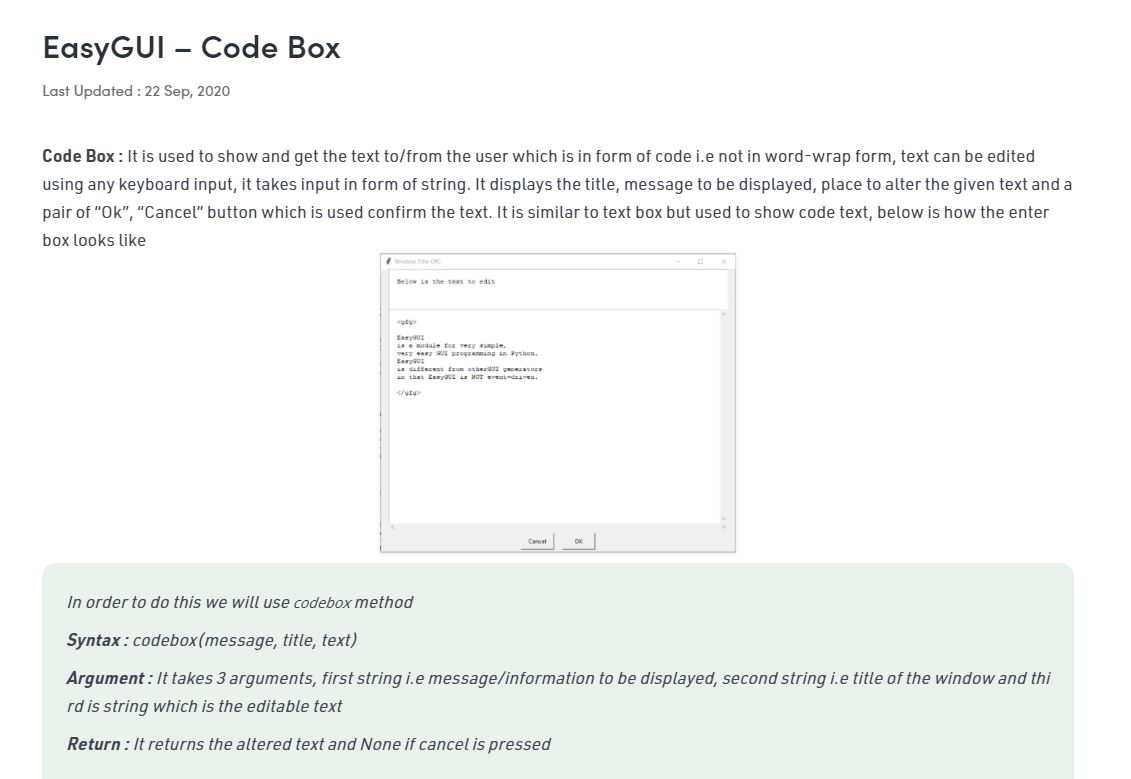 EasyGUI – Code Box
Last Updated : 22 Sep, 2020
Code Box : It is used to show and get the text to/from the user which is in form of code i.e not in word-wrap form, text can be edited
using any keyboard input, it takes input in form of string. It displays the title, message to be displayed, place to alter the given text and a
pair of “Ok”, “Cancel” button which is used confirm the text. It is similar to text box but used to show code text, below is how the enter
box looks like
Window Title GfG
Below is the text to edit
<gfg>
EasyGUI
is a module for very simple,
very easy GUI programming in Python.
EasyGUI
is different from otherGUI generators
in that EasyGUI is NOT event-driven.
</gfg>
Cancel OK
In order to do this we will use codebox method
Syntax : codebox(message, title, text)
Argument : It takes 3 arguments, first string i.e message/information to be displayed, second string i.e title of the window and thi
rd is string which is the editable text
Return : It returns the altered text and None if cancel is pressed